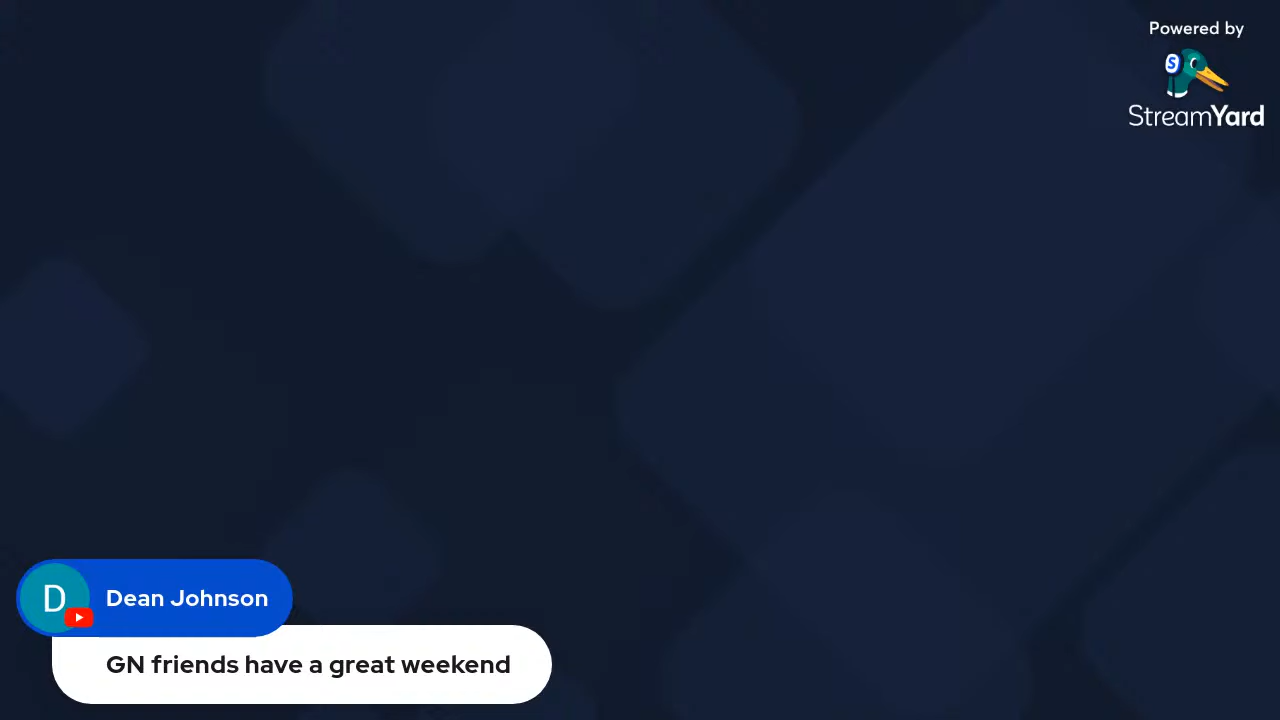 Powered by
S
StreamYard
D
Dean Johnson
GN friends have a great weekend